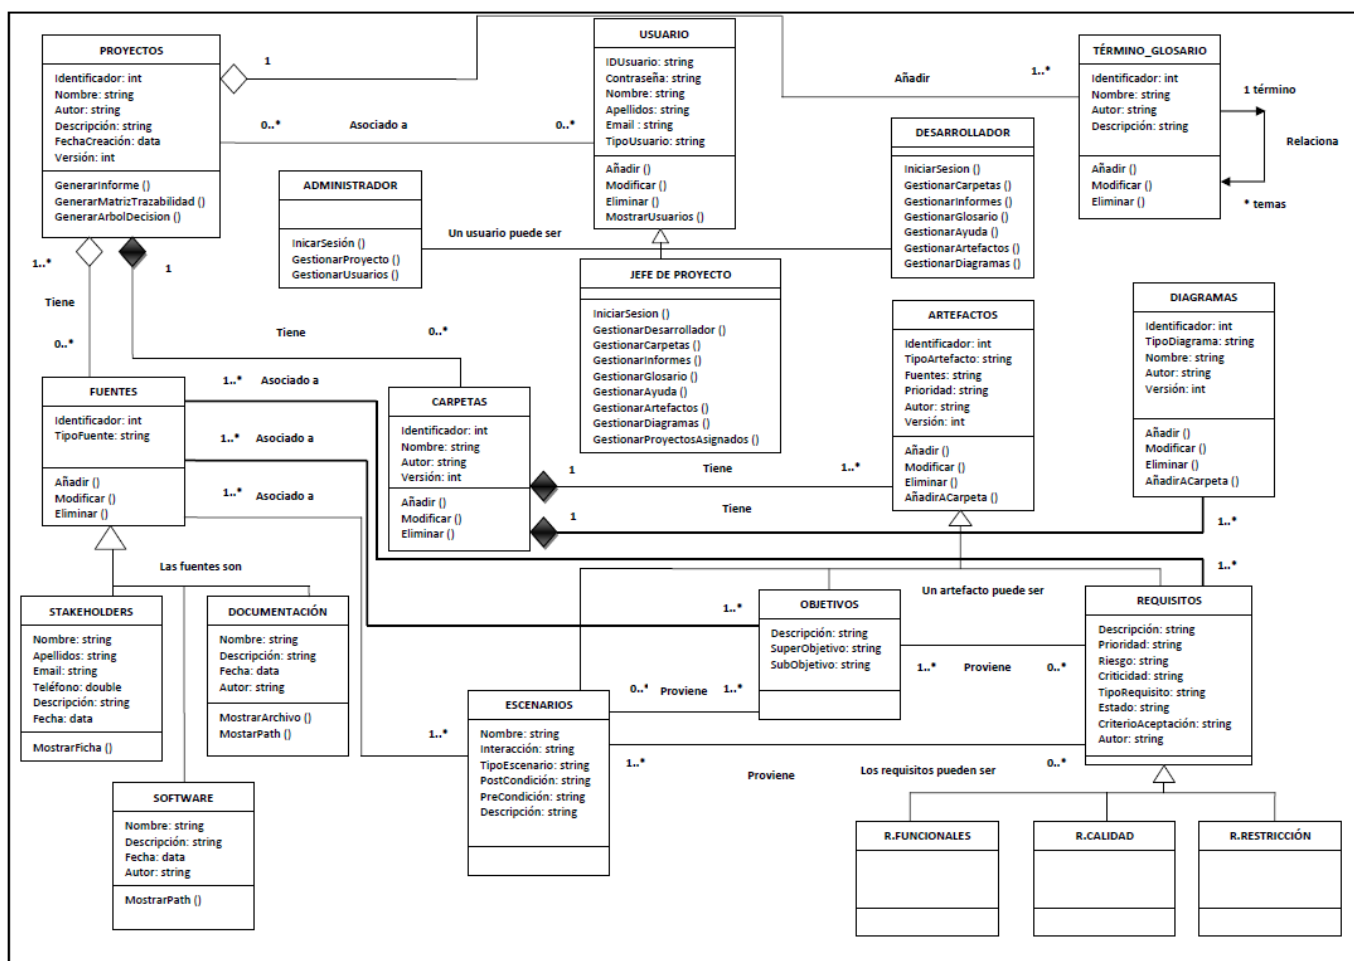 PROYECTOS
Identificador: int
Nombre: string
Autor: string
Descripción: string
FechaCreación: data
Versión: int
GenerarInforme ()
GenerarMatrizTrazabilidad ()
GenerarArbolDecision ()
1
Añadir
1..*
0..*
Asociado a
0..*
USUARIO
IDUsuario: string
Contraseña: string
Nombre: string
Apellidos: string
Email : string
TipoUsuario: string
Añadir ()
Modificar ()
Eliminar ()
MostrarUsuarios ()
TÉRMINO_GLOSARIO
Identificador: int
Nombre: string
Autor: string
Descripción: string
Añadir ()
Modificar ()
Eliminar ()
1 término
Relaciona
* temas
DESARROLLADOR
IniciarSesion ()
GestionarCarpetas ()
GestionarInformes ()
GestionarGlosario ()
GestionarAyuda ()
GestionarArtefactos ()
GestionarDiagramas ()
ADMINISTRADOR
InicarSesión ()
GestionarProyecto ()
GestionarUsuarios ()
Un usuario puede ser
JEFE DE PROYECTO
IniciarSesion ()
GestionarDesarrollador ()
GestionarCarpetas ()
GestionarInformes ()
GestionarGlosario ()
GestionarAyuda ()
GestionarArtefactos ()
GestionarDiagramas ()
GestionarProyectosAsignados ()
1..*
Tiene
0..*
1
Tiene
0..*
ARTEFACTOS
Identificador: int
TipoArtefacto: string
Fuentes: string
Prioridad: string
Autor: string
Versión: int
Añadir ()
Modificar ()
Eliminar ()
AñadirACarpeta ()
DIAGRAMAS
Identificador: int
TipoDiagrama: string
Nombre: string
Autor: string
Versión: int
Añadir ()
Modificar ()
Eliminar ()
AñadirACarpeta ()
FUENTES
Identificador: int
TipoFuente: string
Añadir ()
Modificar ()
Eliminar ()
1..* Asociado a
1..* Asociado a
1..* Asociado a
CARPETAS
Identificador: int
Nombre: string
Autor: string
Versión: int
Añadir ()
Modificar ()
Eliminar ()
1
Tiene
1..*
1
Tiene
1..*
1..*
Las fuentes son
STAKEHOLDERS
Nombre: string
Apellidos: string
Email: string
Teléfono: double
Descripción: string
Fecha: data
MostrarFicha ()
DOCUMENTACIÓN
Nombre: string
Descripción: string
Fecha: data
Autor: string
MostrarArchivo ()
MostarPath ()
SOFTWARE
Nombre: string
Descripción: string
Fecha: data
Autor: string
MostrarPath ()
Un artefacto puede ser
1..*
OBJETIVOS
Descripción: string
SuperObjetivo: string
SubObjetivo: string
REQUISITOS
Descripción: string
Prioridad: string
Riesgo: string
Criticidad: string
TipoRequisito: string
Estado: string
CriterioAceptación: string
Autor: string
1..* Proviene 0..*
0..* Proviene 1..*
1..*
ESCENARIOS
Nombre: string
Interacción: string
TipoEscenario: string
PostCondición: string
PreCondición: string
Descripción: string
1..*
Proviene
0..*
Los requisitos pueden ser
R.FUNCIONALES
R.CALIDAD
R.RESTRICCIÓN